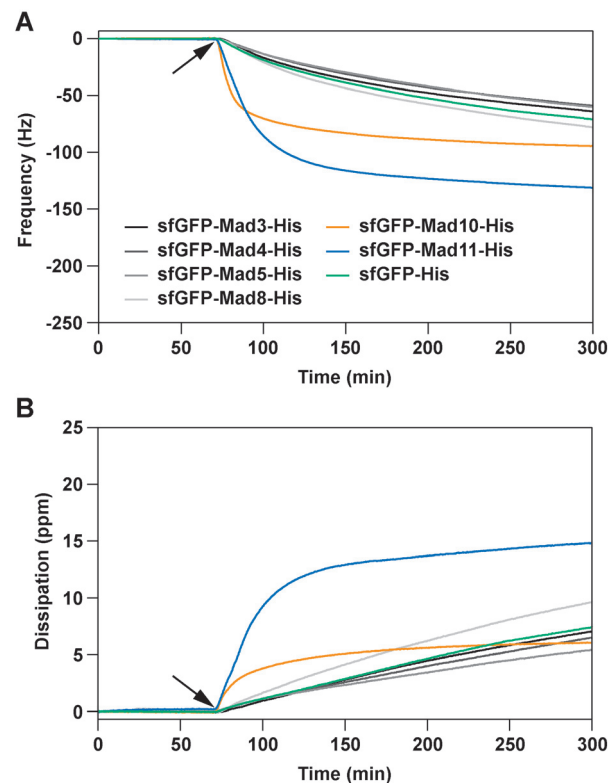 A
0
-50
-100
-150
-200
-250
Frequency (Hz)
sfGFP-Mad3-His sfGFP-Mad10-His
sfGFP-Mad4-His sfGFP-Mad11-His
sfGFP-Mad5-His sfGFP-His
sfGFP-Mad8-His
0 50 100 150 200 250 300
Time (min)
B
25
20
15
10
5
0
Dissipation (ppm)
0 50 100 150 200 250 300
Time (min)